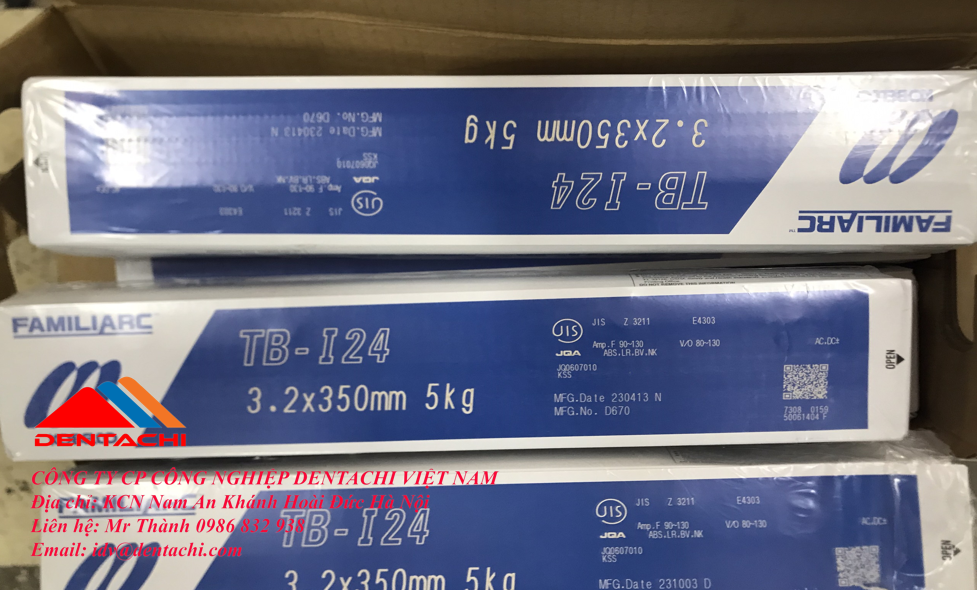 FAMILIARC™
KOBELCO
TB-I24
3.2x350mm 5kg
JIS
JIS Z 3211 E4303
Amp.F 90~130 V/O 80~130
JQA ABS.LR.BV.NK
JQ0607010
KSS
MFG.Date 230413 N
MFG.No. D670
FAMILIARC
TB-I24
3.2x350mm 5kg
JIS
JIS Z 3211 E4303
Amp.F 90~130 V/O 80~130 AC.DC±
JQA ABS.LR.BV.NK
JQ0607010
KSS
MFG.Date 230413 N
MFG.No. D670
7308 0150
50061404 F
OPEN
DENTACHI
CÔNG TY CP CÔNG NGHIỆP DENTACHI VIỆT NAM
Địa chỉ: KCN Nam An Khánh Hoài Đức Hà Nội
Liên hệ: Mr Thành 0986 832 938
Email: idv@dentachi.com
TB-I24
3.2x350mm 5kg
JIS
JIS Z 3211 E4303
Amp.F 90~130 V/O 80~130 AC.DC±
JQA ABS.LR.BV.NK
JQ0607010
KSS
MFG.Date 231003 D
OPEN